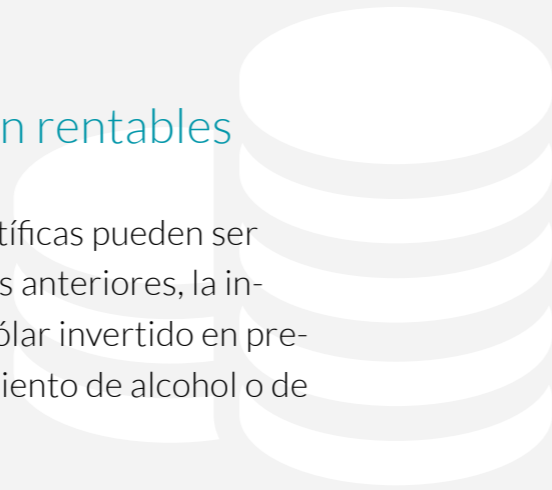 n rentables
tíficas pueden ser
s anteriores, la in-
ólar invertido en pre-
iento de alcohol o de